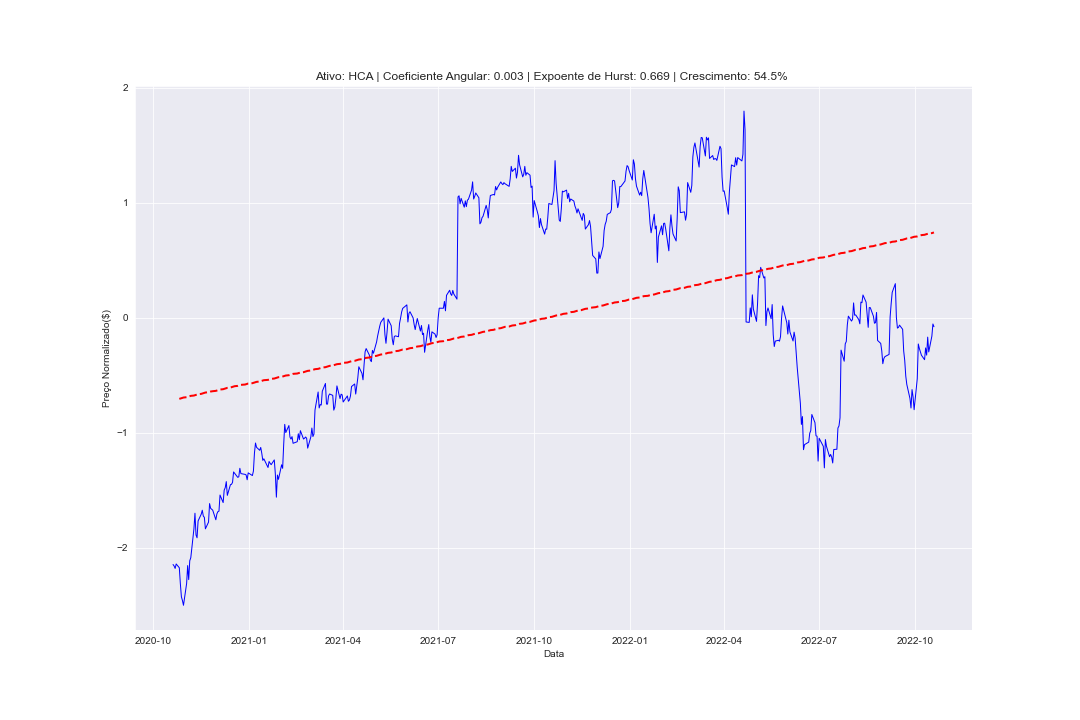 Ativo: HCA | Coeficiente Angular: 0.003 | Expoente de Hurst: 0.669 | Crescimento: 54.5%
2
1
0
−1
−2
Preço Normalizado($)
2020-10 2021-01 2021-04 2021-07 2021-10 2022-01 2022-04 2022-07 2022-10
Data